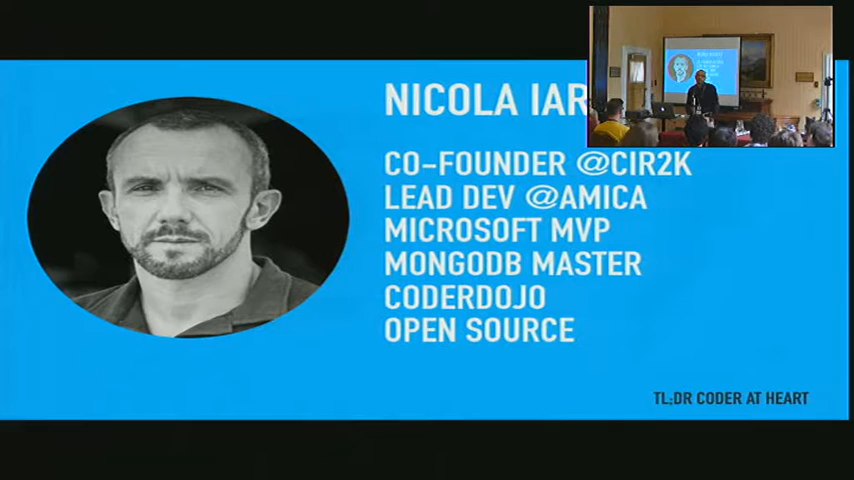 NICOLA IAR
CO-FOUNDER @CIR2K
LEAD DEV @AMICA
MICROSOFT MVP
MONGODB MASTER
CODERDOJO
OPEN SOURCE
TL;DR CODER AT HEART